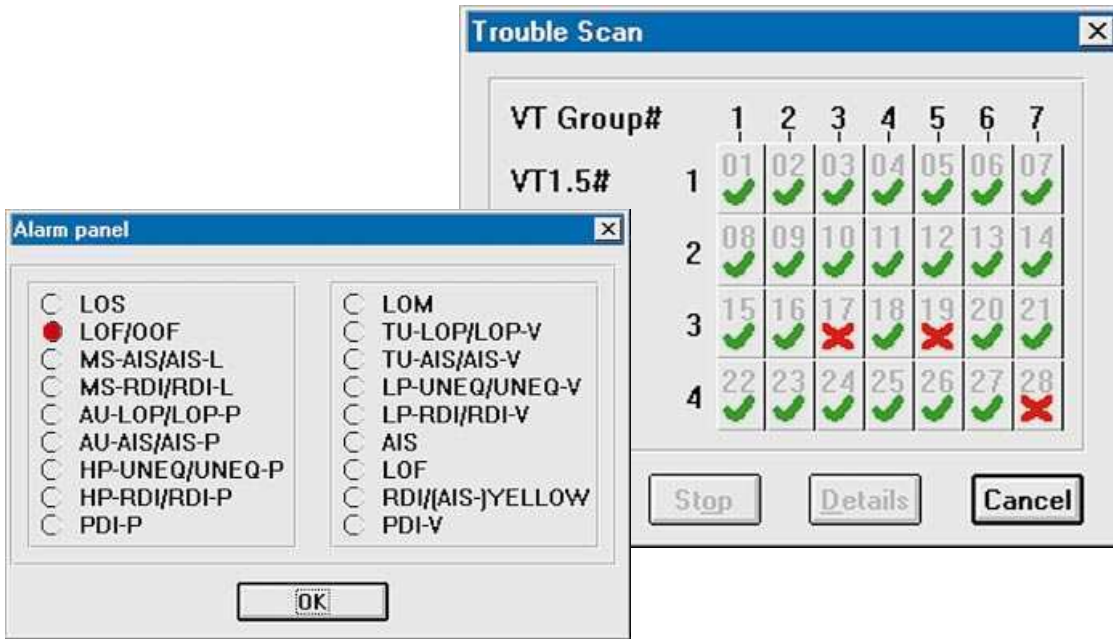 Trouble Scan
VT Group# 1 2 3 4 5 6 7
VT1.5# 1 01 02 03 04 05 06 07
2 08 09 10 11 12 13 14
3 15 16 17 18 19 20 21
4 22 23 24 25 26 27 28
Stop Details Cancel
Alarm panel
LOS
LOF/OOF
MS-AIS/AIS-L
MS-RDI/RDI-L
AU-LOP/LOP-P
AU-AIS/AIS-P
HP-UNEQ/UNEQ-P
HP-RDI/RDI-P
PDI-P
LOM
TU-LOP/LOP-V
TU-AIS/AIS-V
LP-UNEQ/UNEQ-V
LP-RDI/RDI-V
AIS
LOF
RDI/(AIS-)YELLOW
PDI-V
OK